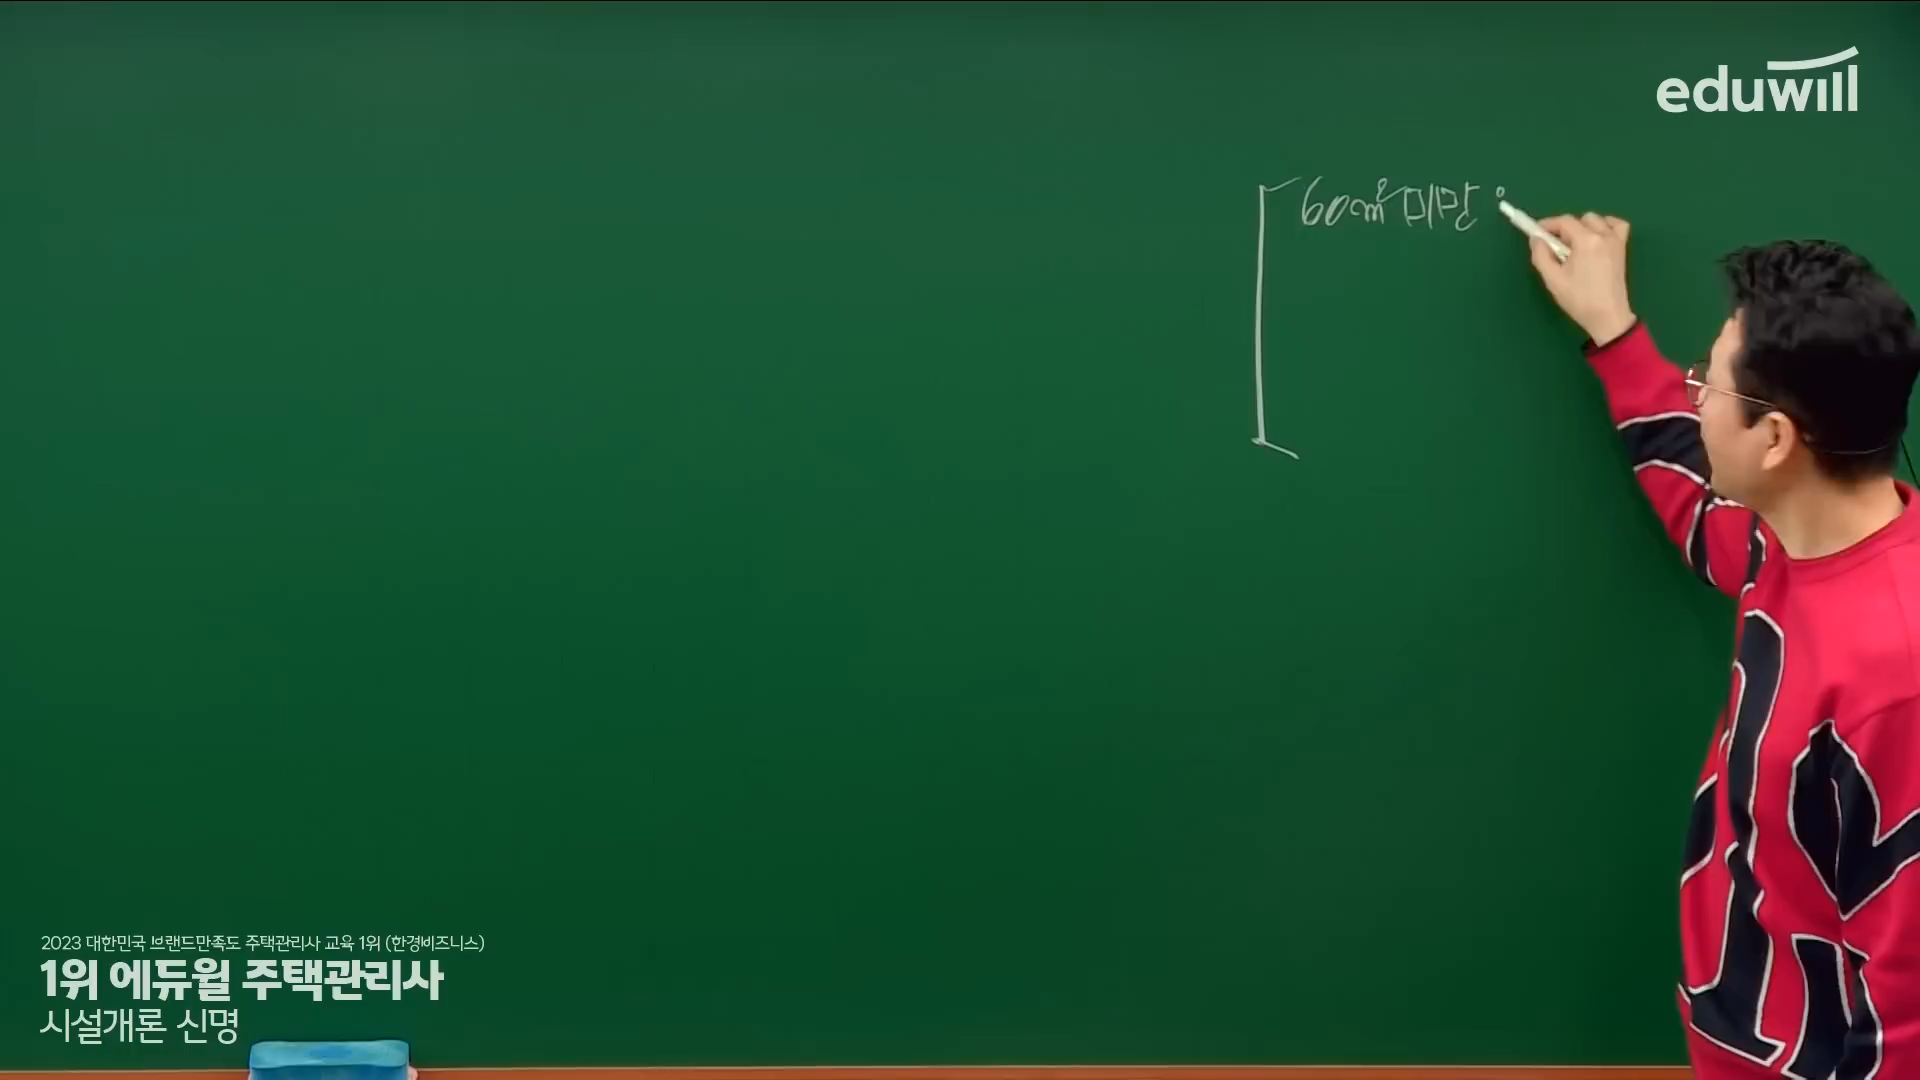 eduwill
60㎡ 미만 :
2023 대한민국 브랜드만족도 주택관리사 교육 1위 (한경비즈니스)
1위 에듀윌 주택관리사
시설개론 신명